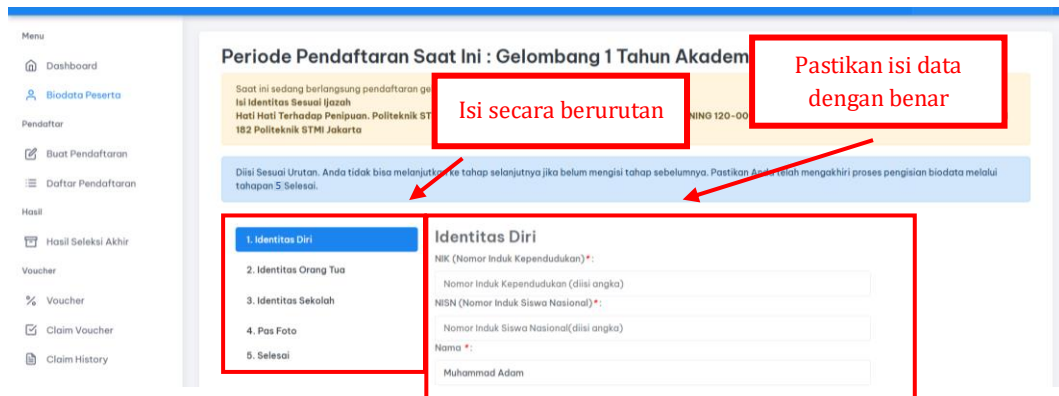 Menu
Dashboard
Biodata Peserta
Pendaftar
Buat Pendaftaran
Daftar Pendaftaran
Hasil
Hasil Seleksi Akhir
Voucher
Voucher
Claim Voucher
Claim History
Periode Pendaftaran Saat Ini : Gelombang 1 Tahun Akadem
Saat ini sedang berlangsung pendaftaran ge
Isi Identitas Sesuai Ijazah
Hati Hati Terhadap Penipuan. Politeknik ST NING 120-00
182 Politeknik STMI Jakarta
Isi secara berurutan
Pastikan isi data
dengan benar
Diisi Sesuai Urutan. Anda tidak bisa melanjutkan ke tahap selanjutnya jika belum mengisi tahap sebelumnya. Pastikan Anda telah mengakhiri proses pengisian biodata melalui
tahapan 5 Selesai.
1. Identitas Diri
2. Identitas Orang Tua
3. Identitas Sekolah
4. Pas Foto
5. Selesai
Identitas Diri
NIK (Nomor Induk Kependudukan)*:
Nomor Induk Kependudukan (diisi angka)
NISN (Nomor Induk Siswa Nasional)*:
Nomor Induk Siswa Nasional(diisi angka)
Nama *:
Muhammad Adam